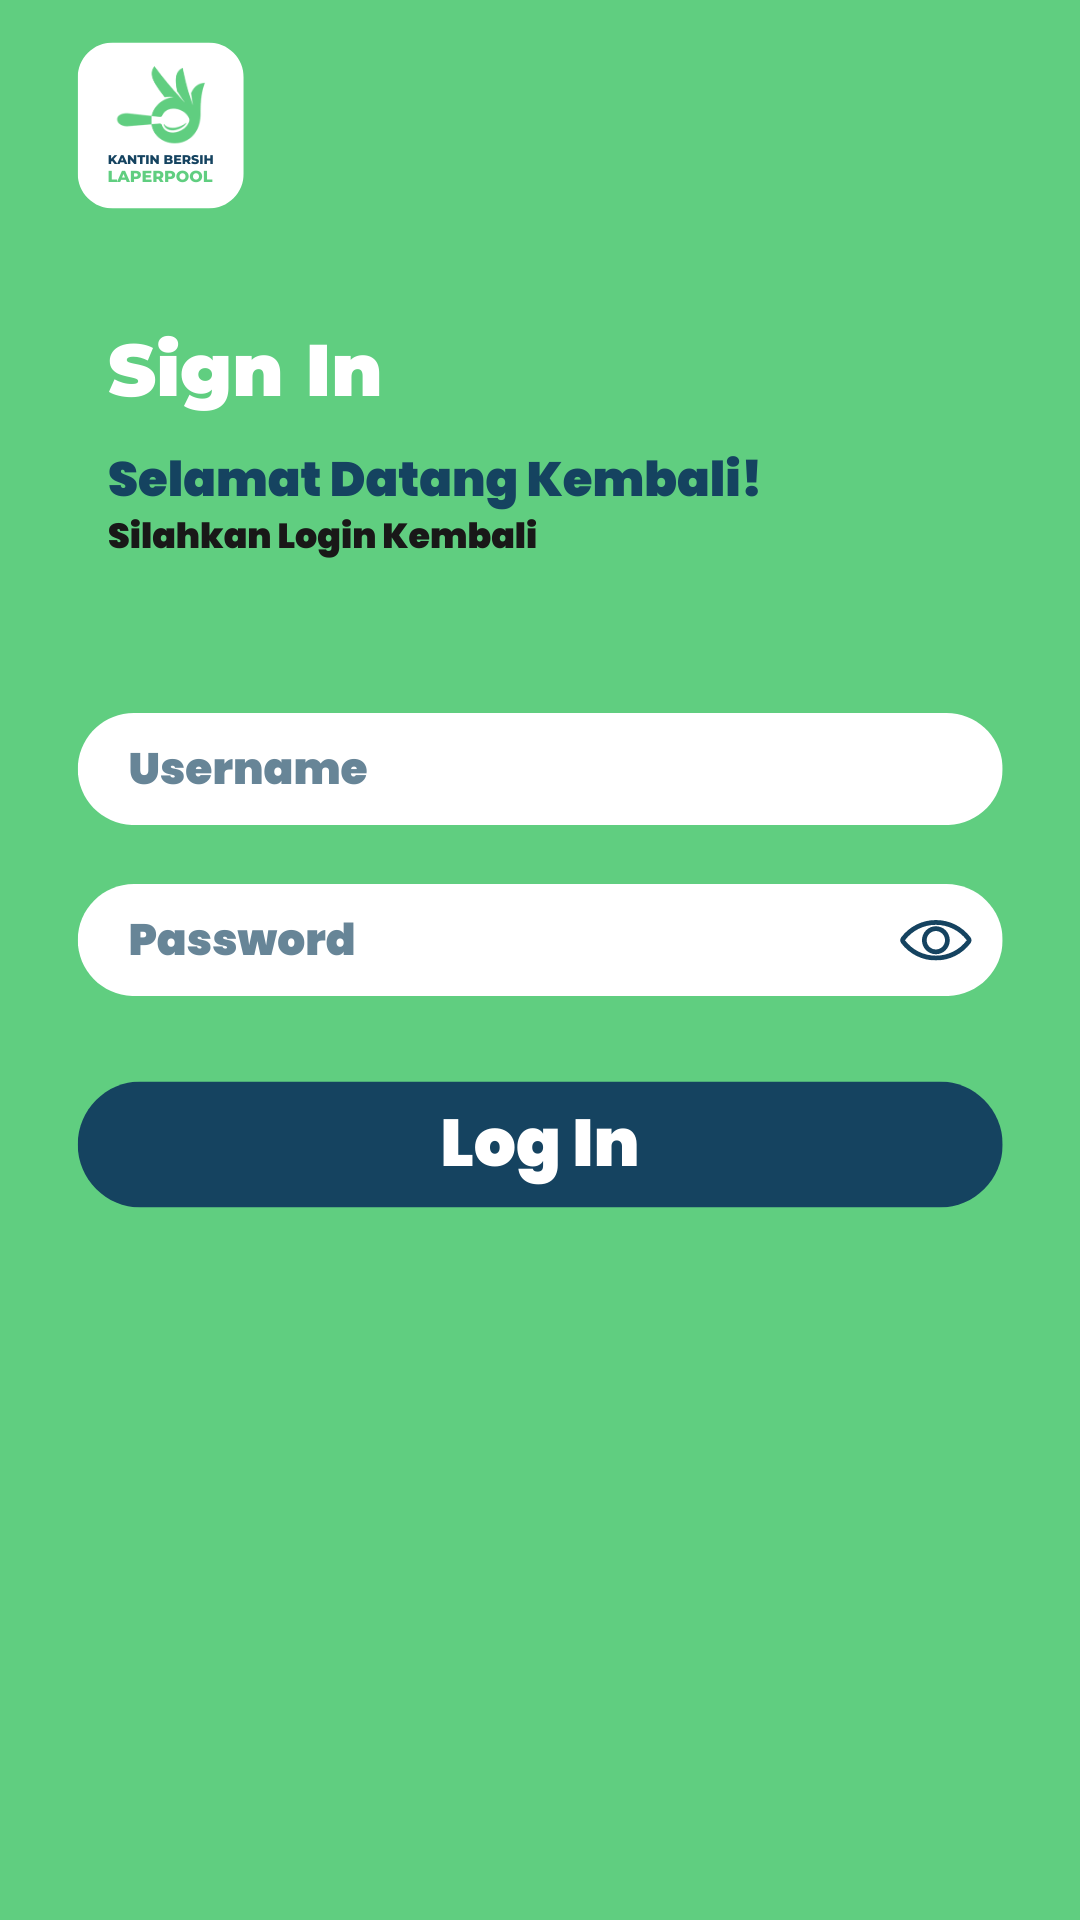 KANTIN BERSIH
LAPERPOOL
Sign In
Selamat Datang Kembali!
Silahkan Login Kembali
Username
Password
Log In